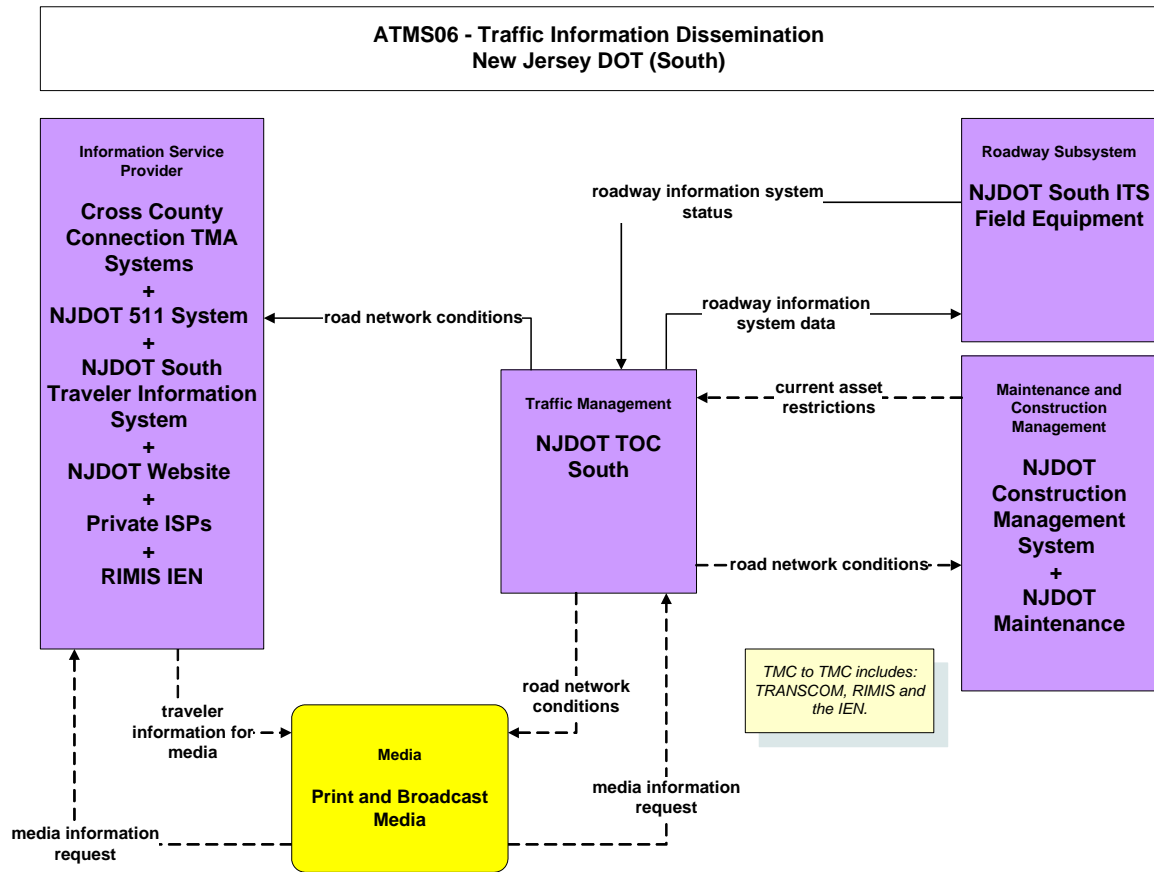 ATMS06 - Traffic Information Dissemination
New Jersey DOT (South)
Information Service
Provider
Cross County
Connection TMA
Systems
+
NJDOT 511 System
+
NJDOT South
Traveler Information
System
+
NJDOT Website
+
Private ISPs
+
RIMIS IEN
roadway information system
status
Roadway Subsystem
NJDOT South ITS
Field Equipment
road network conditions
roadway information
system data
Traffic Management
NJDOT TOC
South
current asset
restrictions
Maintenance and
Construction
Management
NJDOT
Construction
Management
System
+
NJDOT
Maintenance
road network conditions
TMC to TMC includes:
TRANSCOM, RIMIS and
the IEN.
traveler
information for
media
road network
conditions
Media
Print and Broadcast
Media
media information
request
media information
request